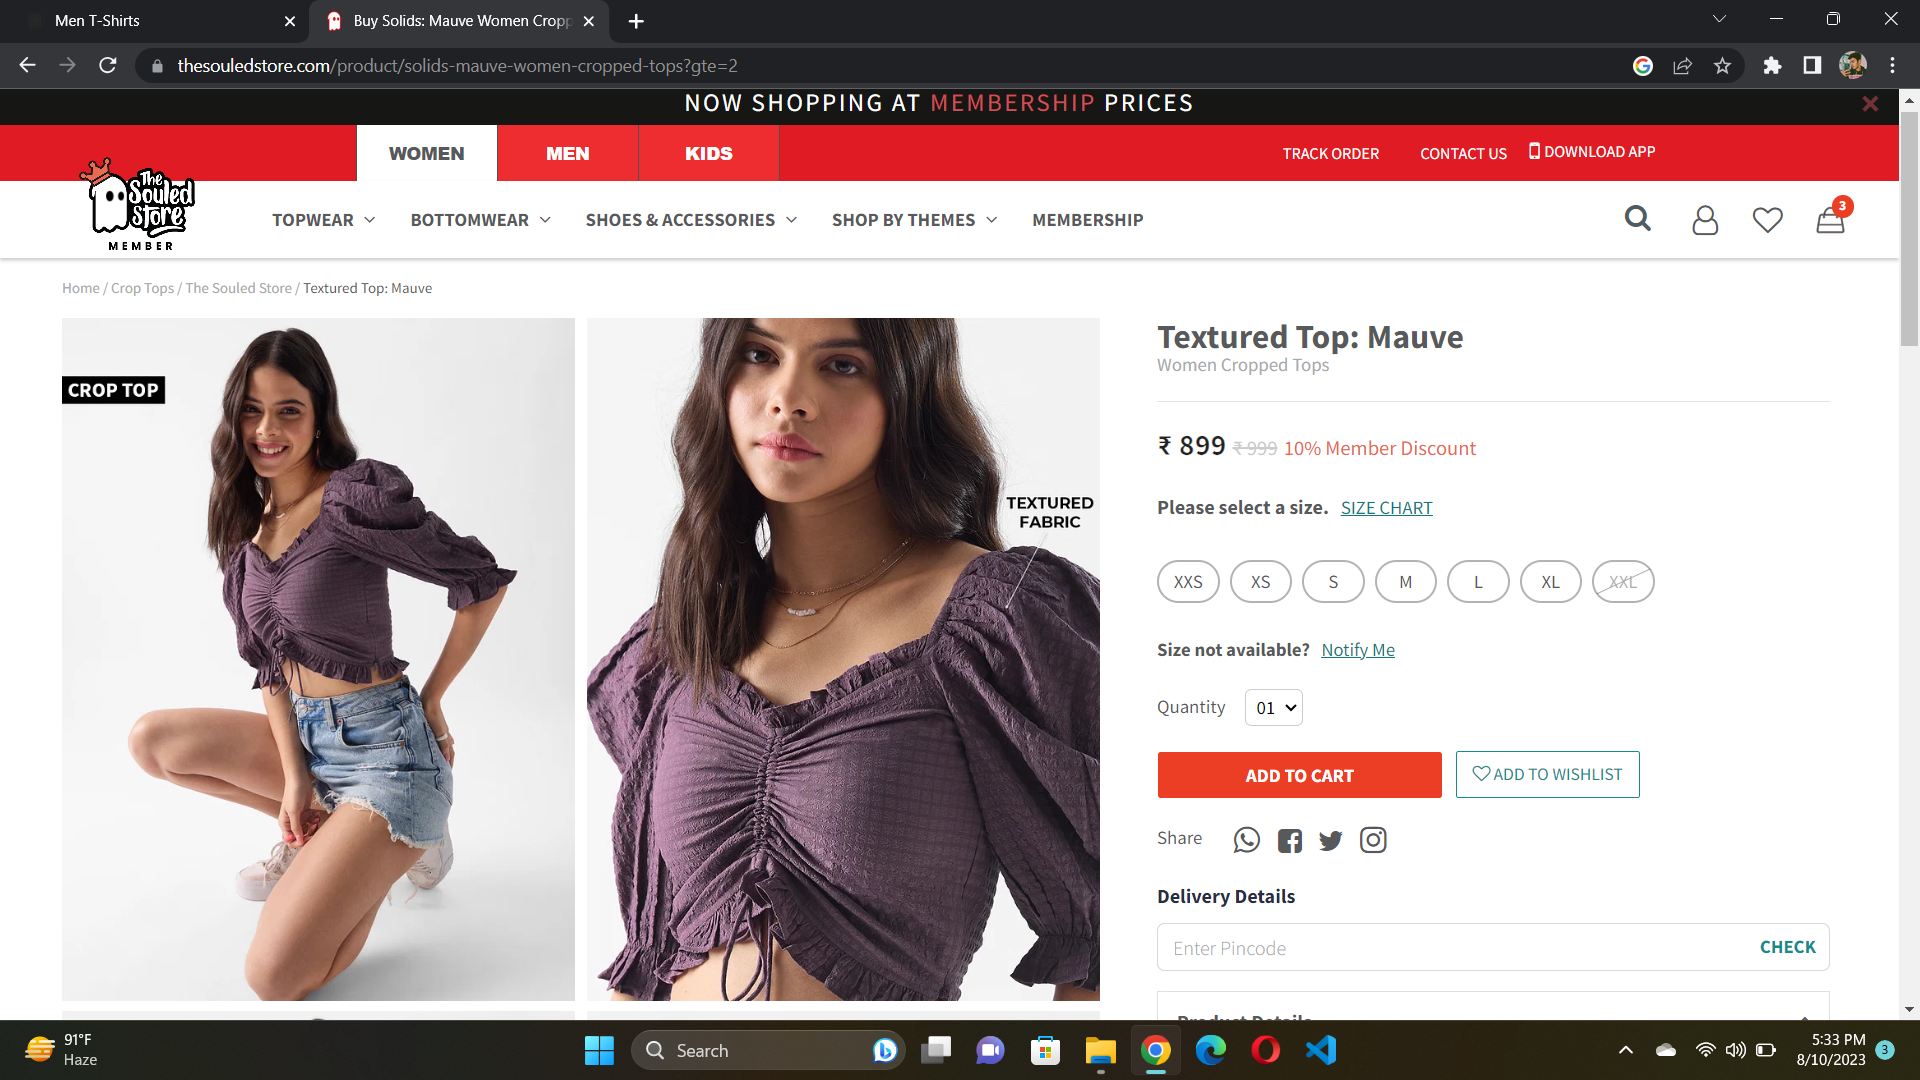 Men T-Shirts
Buy Solids: Mauve Women Cropp
thesouledstore.com/product/solids-mauve-women-cropped-tops?gte=2
NOW SHOPPING AT MEMBERSHIP PRICES
WOMEN
MEN
KIDS
TRACK ORDER
CONTACT US
DOWNLOAD APP
The
Souled
Store
MEMBER
TOPWEAR
BOTTOMWEAR
SHOES & ACCESSORIES
SHOP BY THEMES
MEMBERSHIP
3
Home / Crop Tops / The Souled Store / Textured Top: Mauve
CROP TOP
TEXTURED
FABRIC
Textured Top: Mauve
Women Cropped Tops
₹ 899 ₹ 999 10% Member Discount
Please select a size. SIZE CHART
XXS XS S M L XL XXL
Size not available? Notify Me
Quantity 01
ADD TO CART
ADD TO WISHLIST
Share
Delivery Details
Enter Pincode CHECK
Product Details
91°F
Haze
Search
5:33 PM
8/10/2023
3